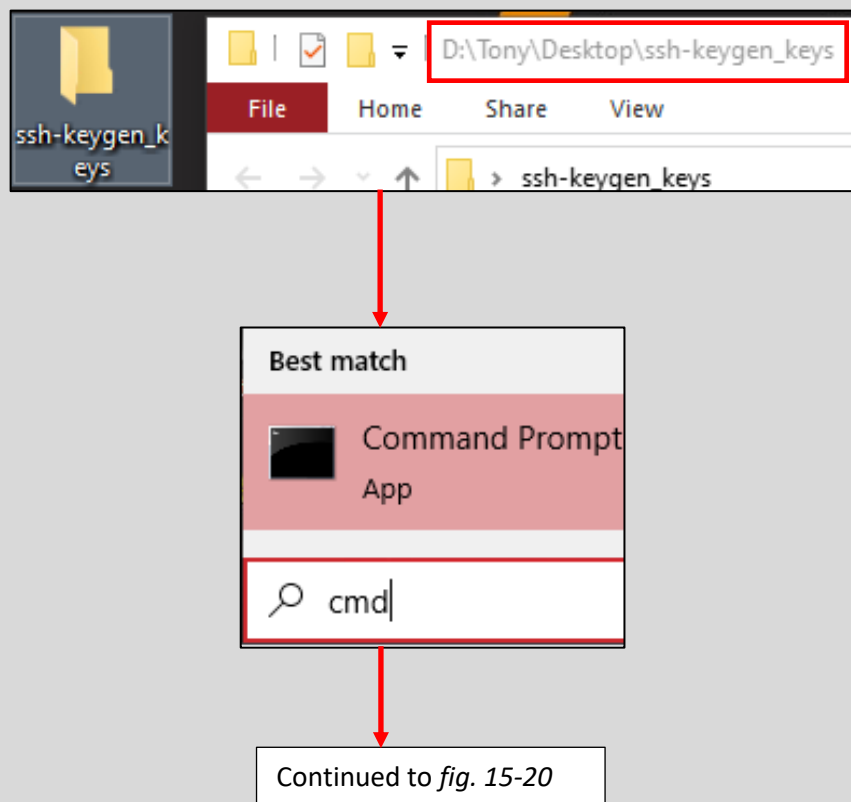 ssh-keygen_k
eys
D:\Tony\Desktop\ssh-keygen_keys
File Home Share View
ssh-keygen_keys
Best match
Command Prompt
App
cmd
Continued to fig. 15-20